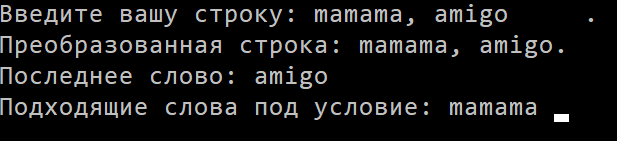 Введите вашу строку: mamama, amigo     .
Преобразованная строка: mamama, amigo.
Последнее слово: amigo
Подходящие слова под условие: mamama